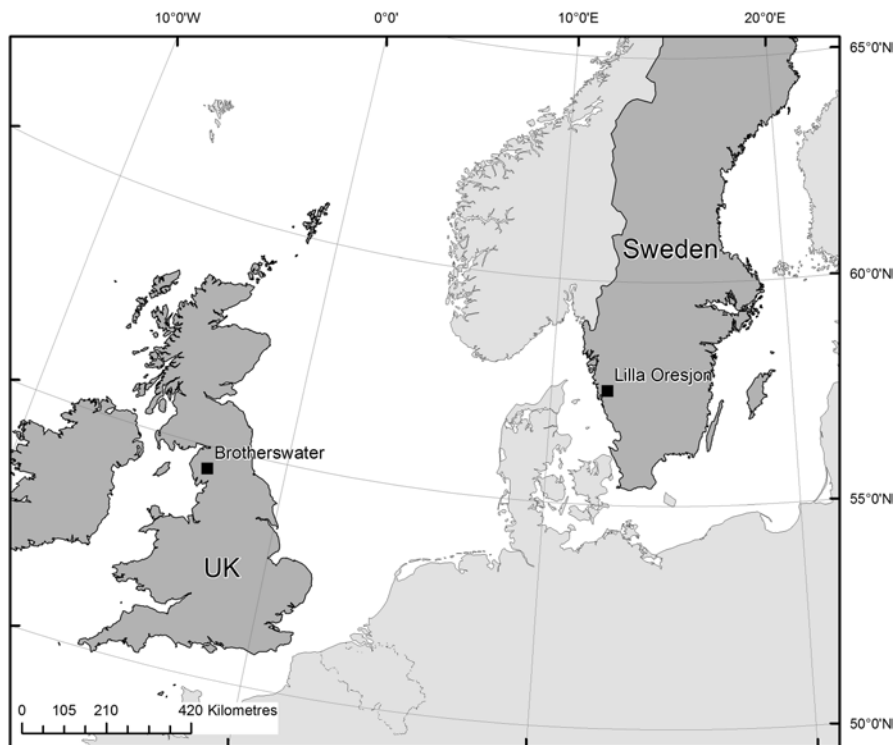 10°0'W 0°0' 10°0'E 20°0'E
65°0'N
60°0'N
Sweden
Lilla Oresjon
Brotherswater
55°0'N
UK
0 105 210 420 Kilometres
50°0'N